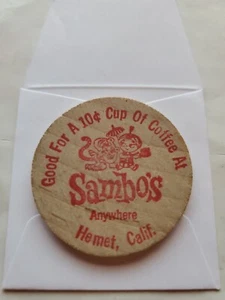 Good For A 10¢ Cup Of Coffee At
Sambo's
Anywhere
Hemet, Calif.